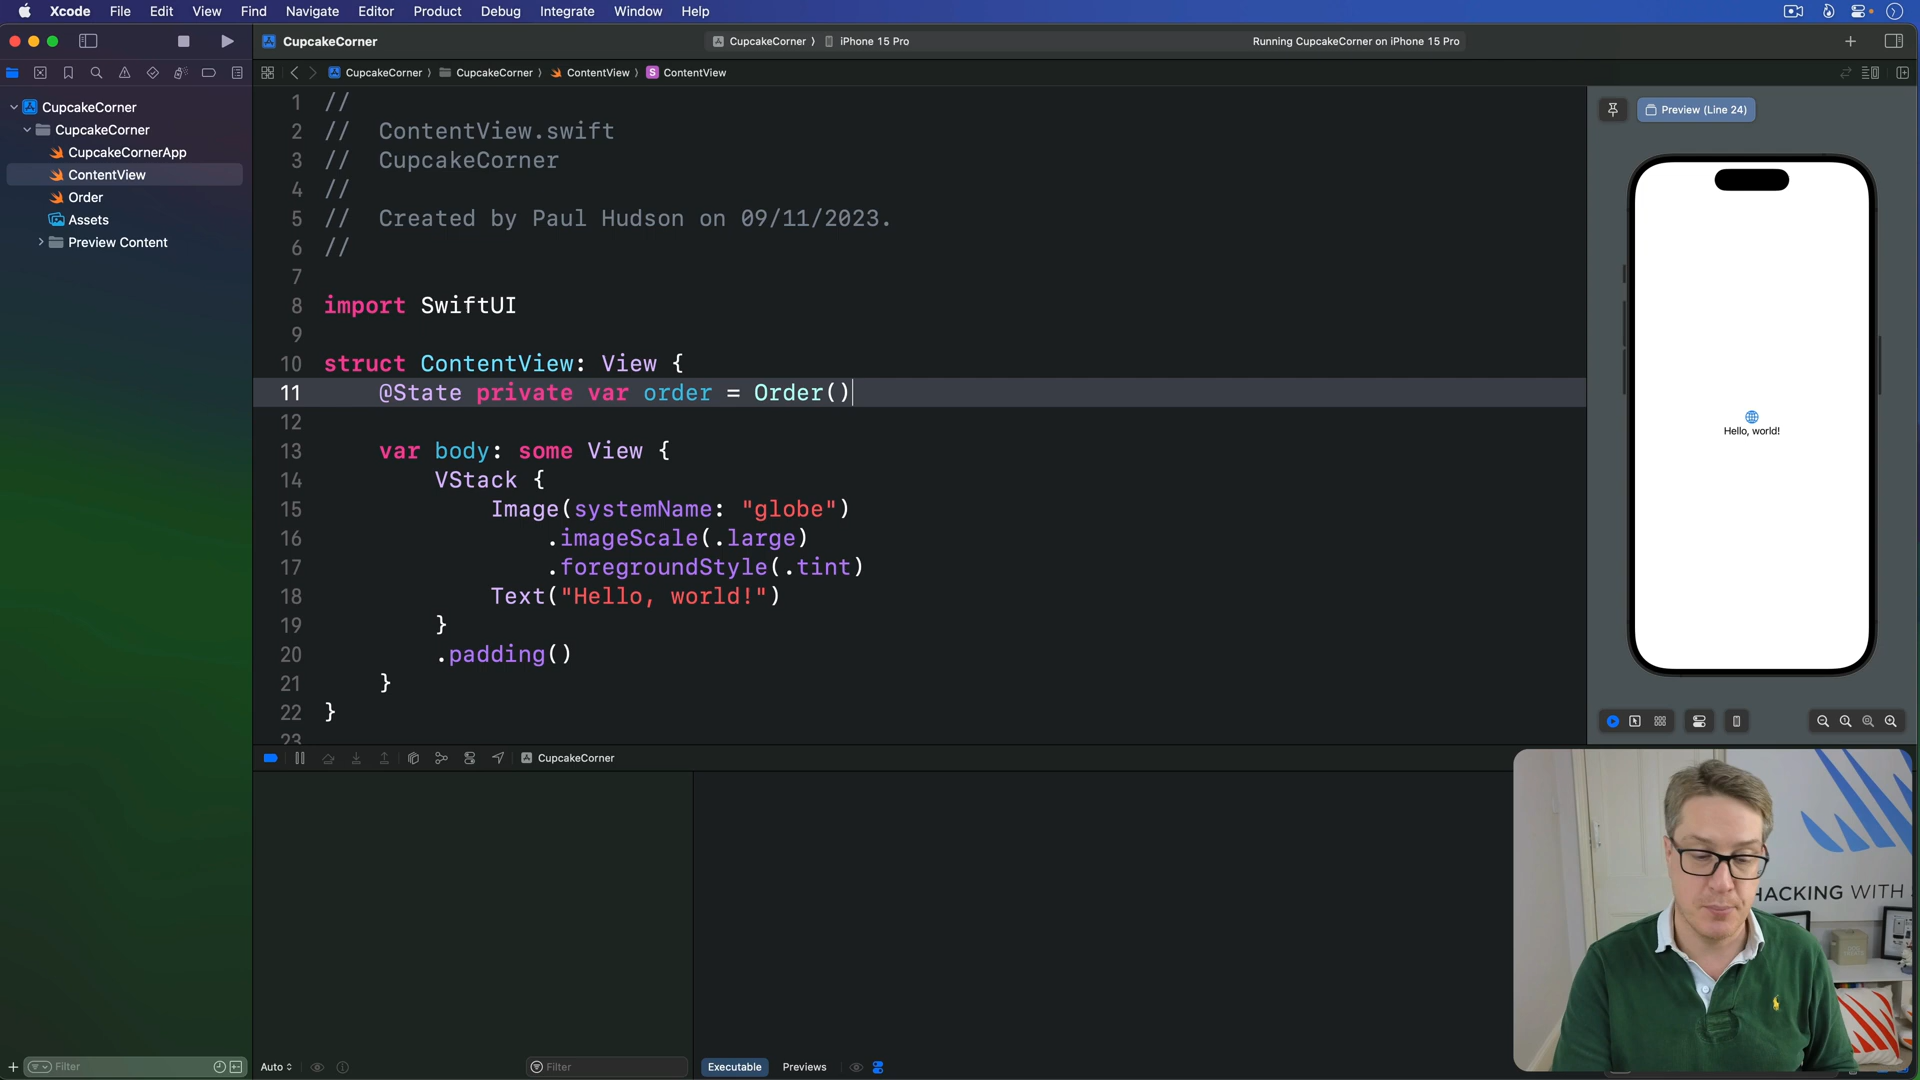 Xcode File Edit View Find Navigate Editor Product Debug Integrate Window Help
CupcakeCorner
CupcakeCorner 〉 iPhone 15 Pro
Running CupcakeCorner on iPhone 15 Pro
CupcakeCorner 〉 CupcakeCorner 〉 ContentView 〉 S ContentView
CupcakeCorner
CupcakeCorner
CupcakeCornerApp
ContentView
Order
Assets
Preview Content
1 //
2 //  ContentView.swift
3 //  CupcakeCorner
4 //
5 //  Created by Paul Hudson on 09/11/2023.
6 //
7
8 import SwiftUI
9
10 struct ContentView: View {
11     @State private var order = Order()
12
13     var body: some View {
14         VStack {
15             Image(systemName: "globe")
16                 .imageScale(.large)
17                 .foregroundStyle(.tint)
18             Text("Hello, world!")
19         }
20         .padding()
21     }
22 }
23
Preview (Line 24)
Hello, world!
CupcakeCorner
HACKING WITH
Filter
Auto
Filter
Executable
Previews